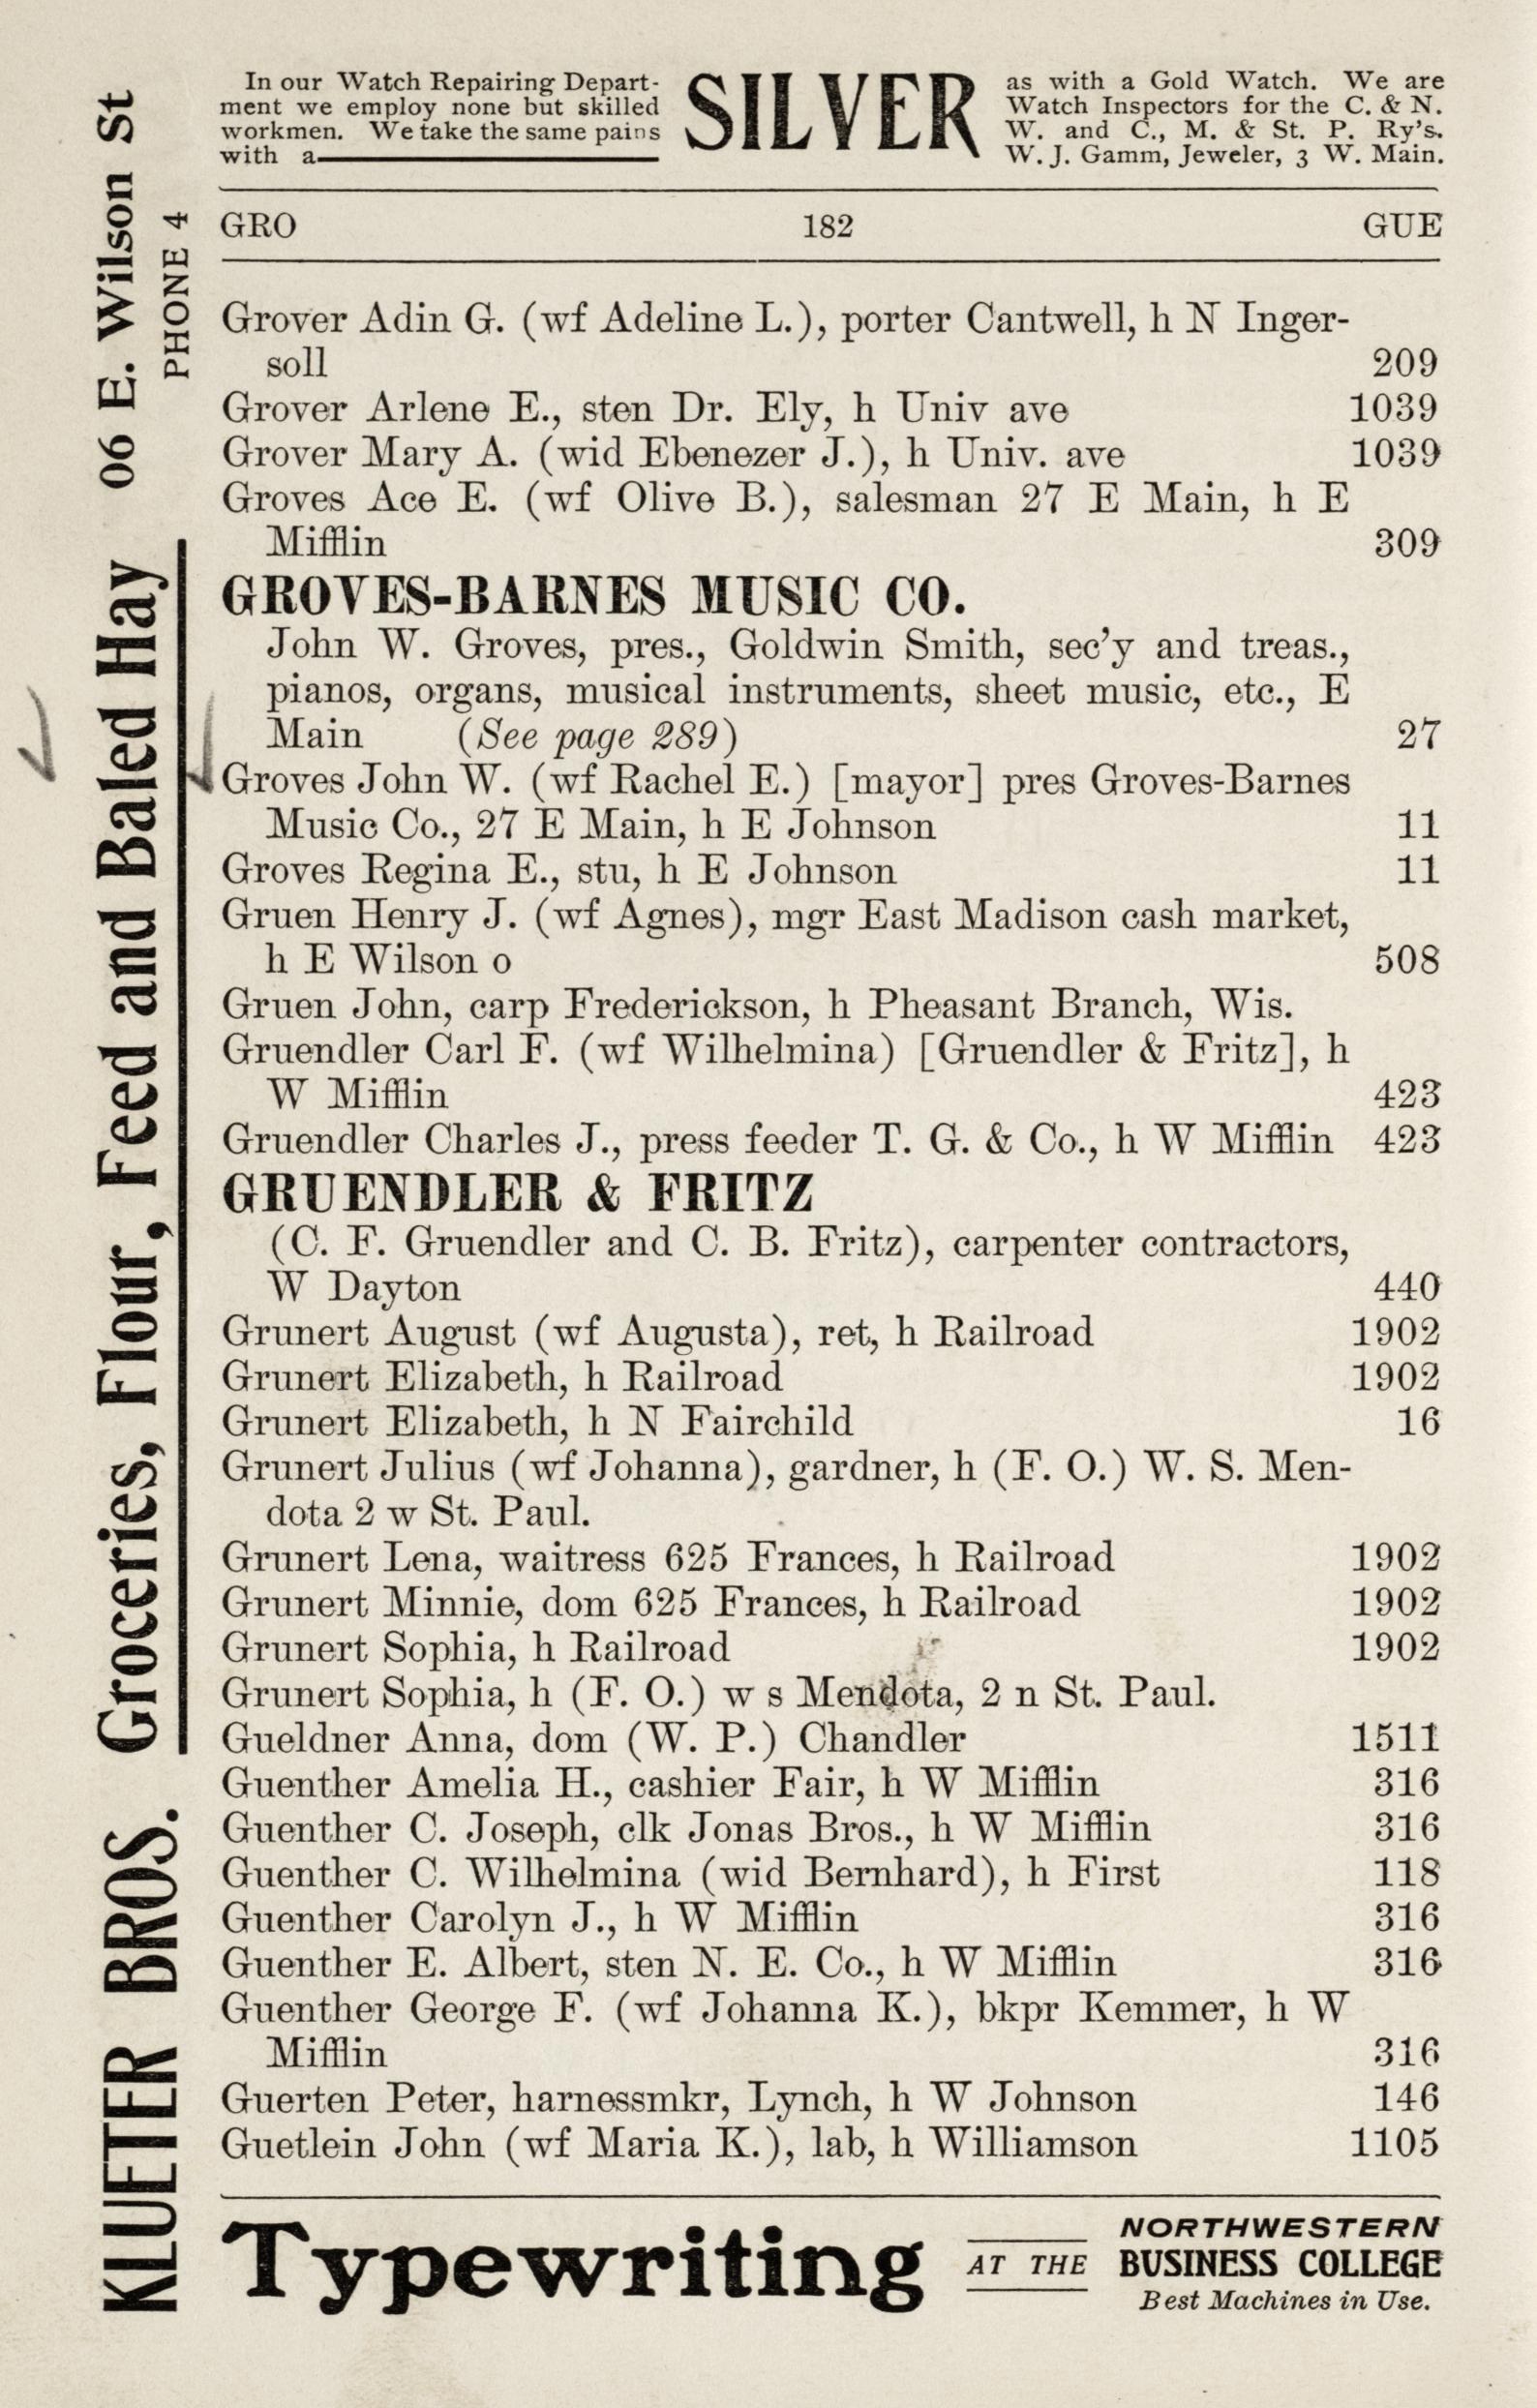 In our Watch Repairing Depart-
ment we employ none but skilled
workmen. We take the same pains
with a
SILVER
as with a Gold Watch. We are
Watch Inspectors for the C. & N.
W. and C., M. & St. P. Ry's.
W. J. Gamm, Jeweler, 3 W. Main.
GRO 182 GUE
Grover Adin G. (wf Adeline L.), porter Cantwell, h N Inger-
soll 209
Grover Arlene E., sten Dr. Ely, h Univ ave 1039
Grover Mary A. (wid Ebenezer J.), h Univ. ave 1039
Groves Ace E. (wf Olive B.), salesman 27 E Main, h E
Mifflin 309
GROVES-BARNES MUSIC CO.
John W. Groves, pres., Goldwin Smith, sec'y and treas.,
pianos, organs, musical instruments, sheet music, etc., E
Main (See page 289) 27
Groves John W. (wf Rachel E.) [mayor] pres Groves-Barnes
Music Co., 27 E Main, h E Johnson 11
Groves Regina E., stu, h E Johnson 11
Gruen Henry J. (wf Agnes), mgr East Madison cash market,
h E Wilson o 508
Gruen John, carp Frederickson, h Pheasant Branch, Wis.
Gruendler Carl F. (wf Wilhelmina) [Gruendler & Fritz], h
W Mifflin 423
Gruendler Charles J., press feeder T. G. & Co., h W Mifflin 423
GRUENDLER & FRITZ
(C. F. Gruendler and C. B. Fritz), carpenter contractors,
W Dayton 440
Grunert August (wf Augusta), ret, h Railroad 1902
Grunert Elizabeth, h Railroad 1902
Grunert Elizabeth, h N Fairchild 16
Grunert Julius (wf Johanna), gardner, h (F. O.) W. S. Men-
dota 2 w St. Paul.
Grunert Lena, waitress 625 Frances, h Railroad 1902
Grunert Minnie, dom 625 Frances, h Railroad 1902
Grunert Sophia, h Railroad 1902
Grunert Sophia, h (F. O.) w s Mendota, 2 n St. Paul.
Gueldner Anna, dom (W. P.) Chandler 1511
Guenther Amelia H., cashier Fair, h W Mifflin 316
Guenther C. Joseph, clk Jonas Bros., h W Mifflin 316
Guenther C. Wilhelmina (wid Bernhard), h First 118
Guenther Carolyn J., h W Mifflin 316
Guenther E. Albert, sten N. E. Co., h W Mifflin 316
Guenther George F. (wf Johanna K.), bkpr Kemmer, h W
Mifflin 316
Guerten Peter, harnessmkr, Lynch, h W Johnson 146
Guetlein John (wf Maria K.), lab, h Williamson 1105
Typewriting AT THE
NORTHWESTERN
BUSINESS COLLEGE
Best Machines in Use.
KLUETER BROS. Groceries, Flour, Feed and Baled Hay 06 E. Wilson St
PHONE 4